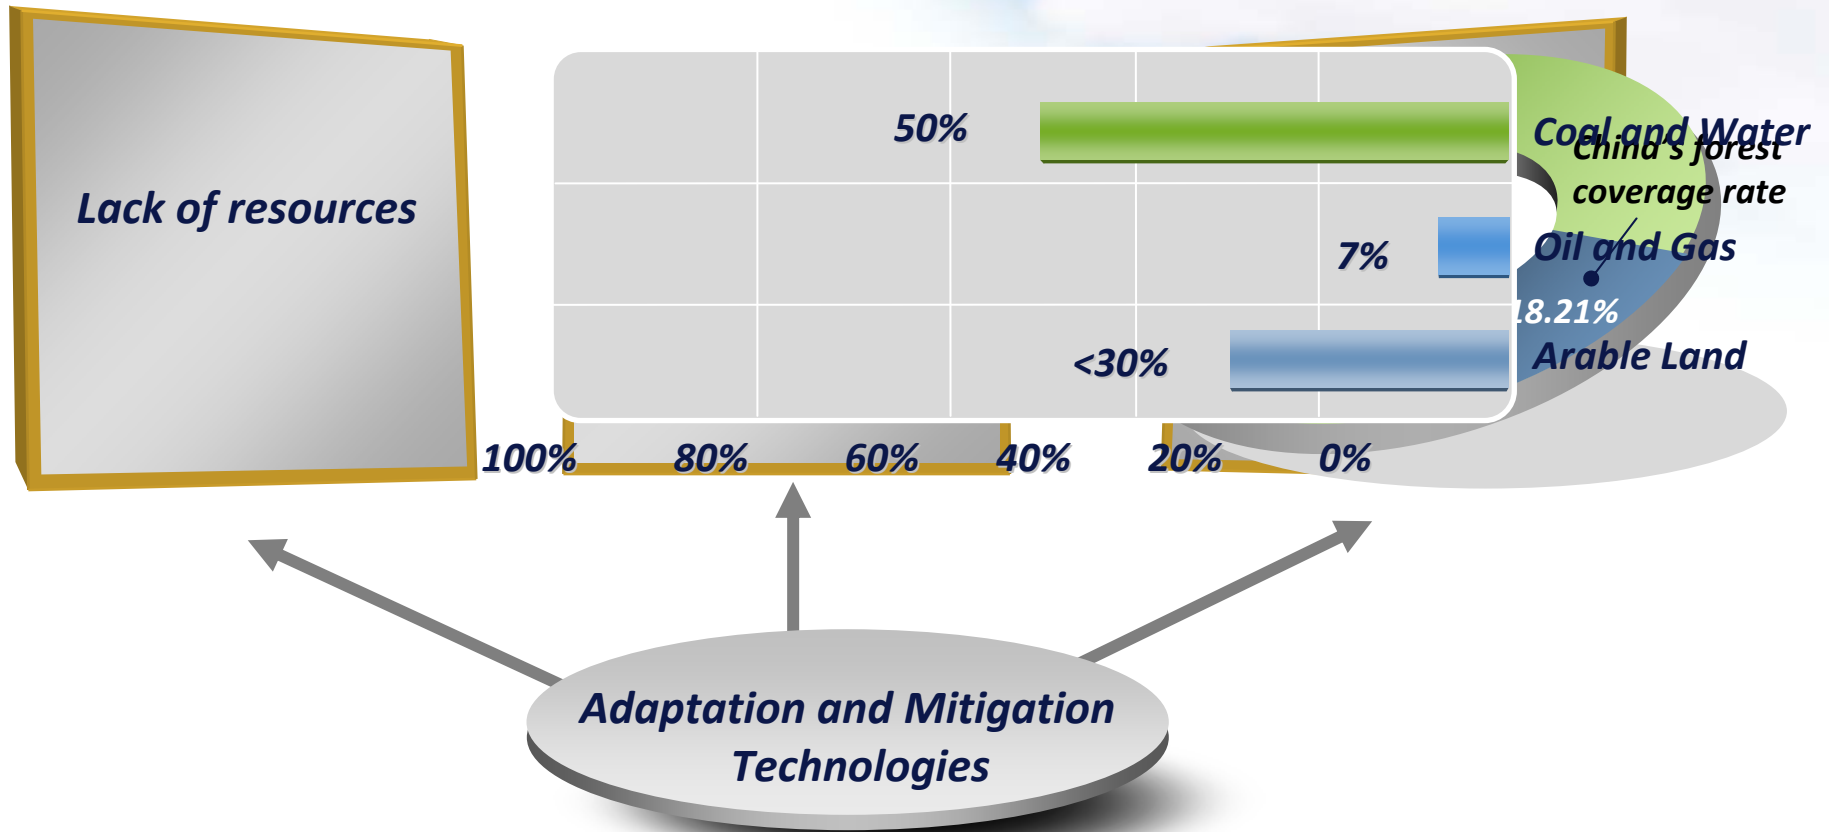 Lack of resources
50%
Coal and Water
China's forest
coverage rate
7%
Oil and Gas
18.21%
<30%
Arable Land
100%
80%
60%
40%
20%
0%
Adaptation and Mitigation
Technologies